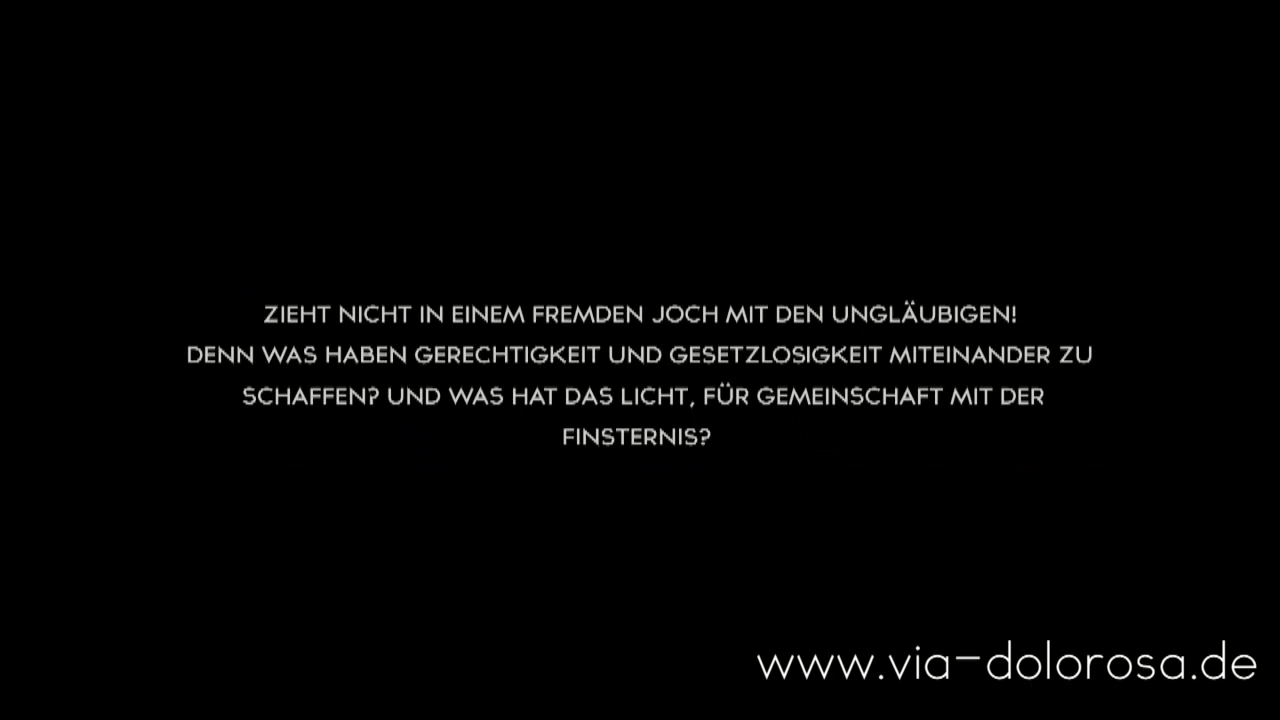 ZIEHT NICHT IN EINEM FREMDEN JOCH MIT DEN UNGLÄUBIGEN!
DENN WAS HABEN GERECHTIGKEIT UND GESETZLOSIGKEIT MITEINANDER ZU
SCHAFFEN? UND WAS HAT DAS LICHT, FÜR GEMEINSCHAFT MIT DER
FINSTERNIS?
www.via-dolorosa.de